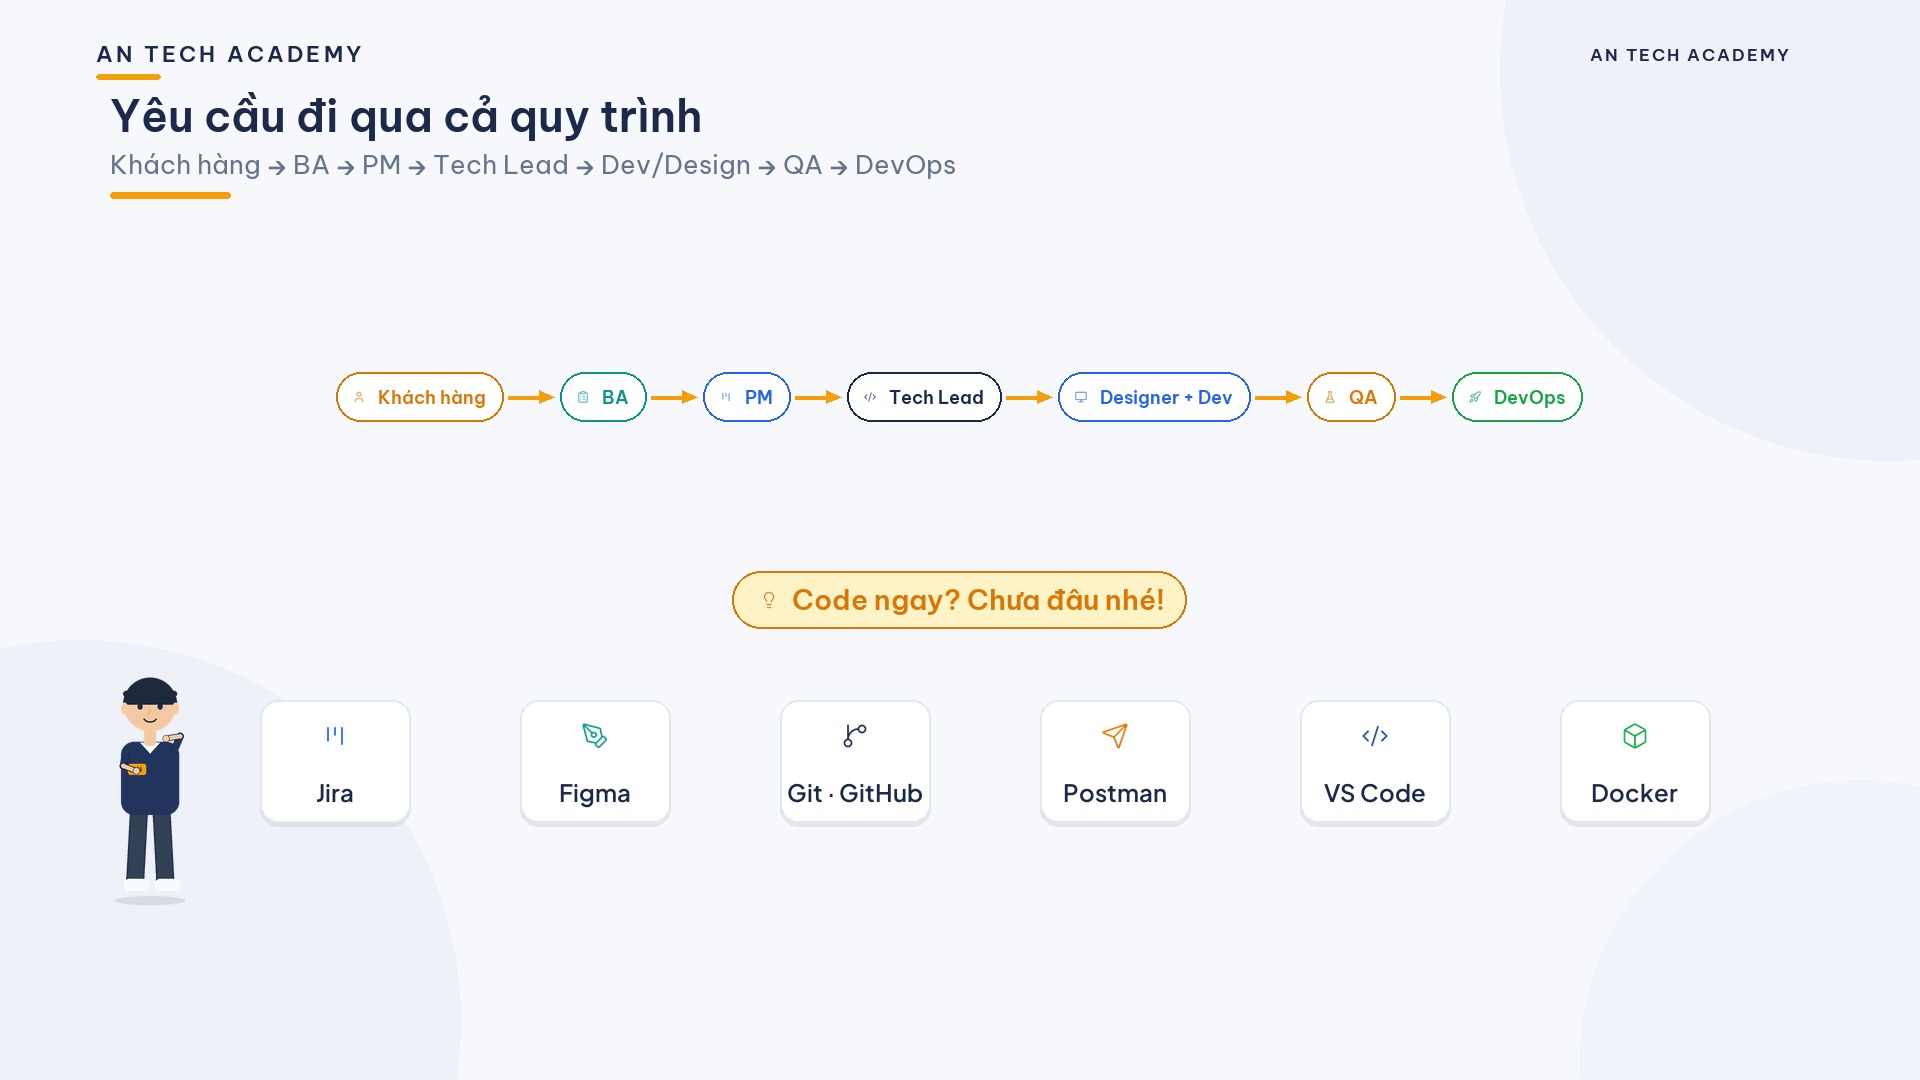 AN TECH ACADEMY
AN TECH ACADEMY
Yêu cầu đi qua cả quy trình
Khách hàng → BA → PM → Tech Lead → Dev/Design → QA → DevOps
Khách hàng BA PM Tech Lead Designer + Dev QA DevOps
Code ngay? Chưa đâu nhé!
Jira Figma Git · GitHub Postman VS Code Docker